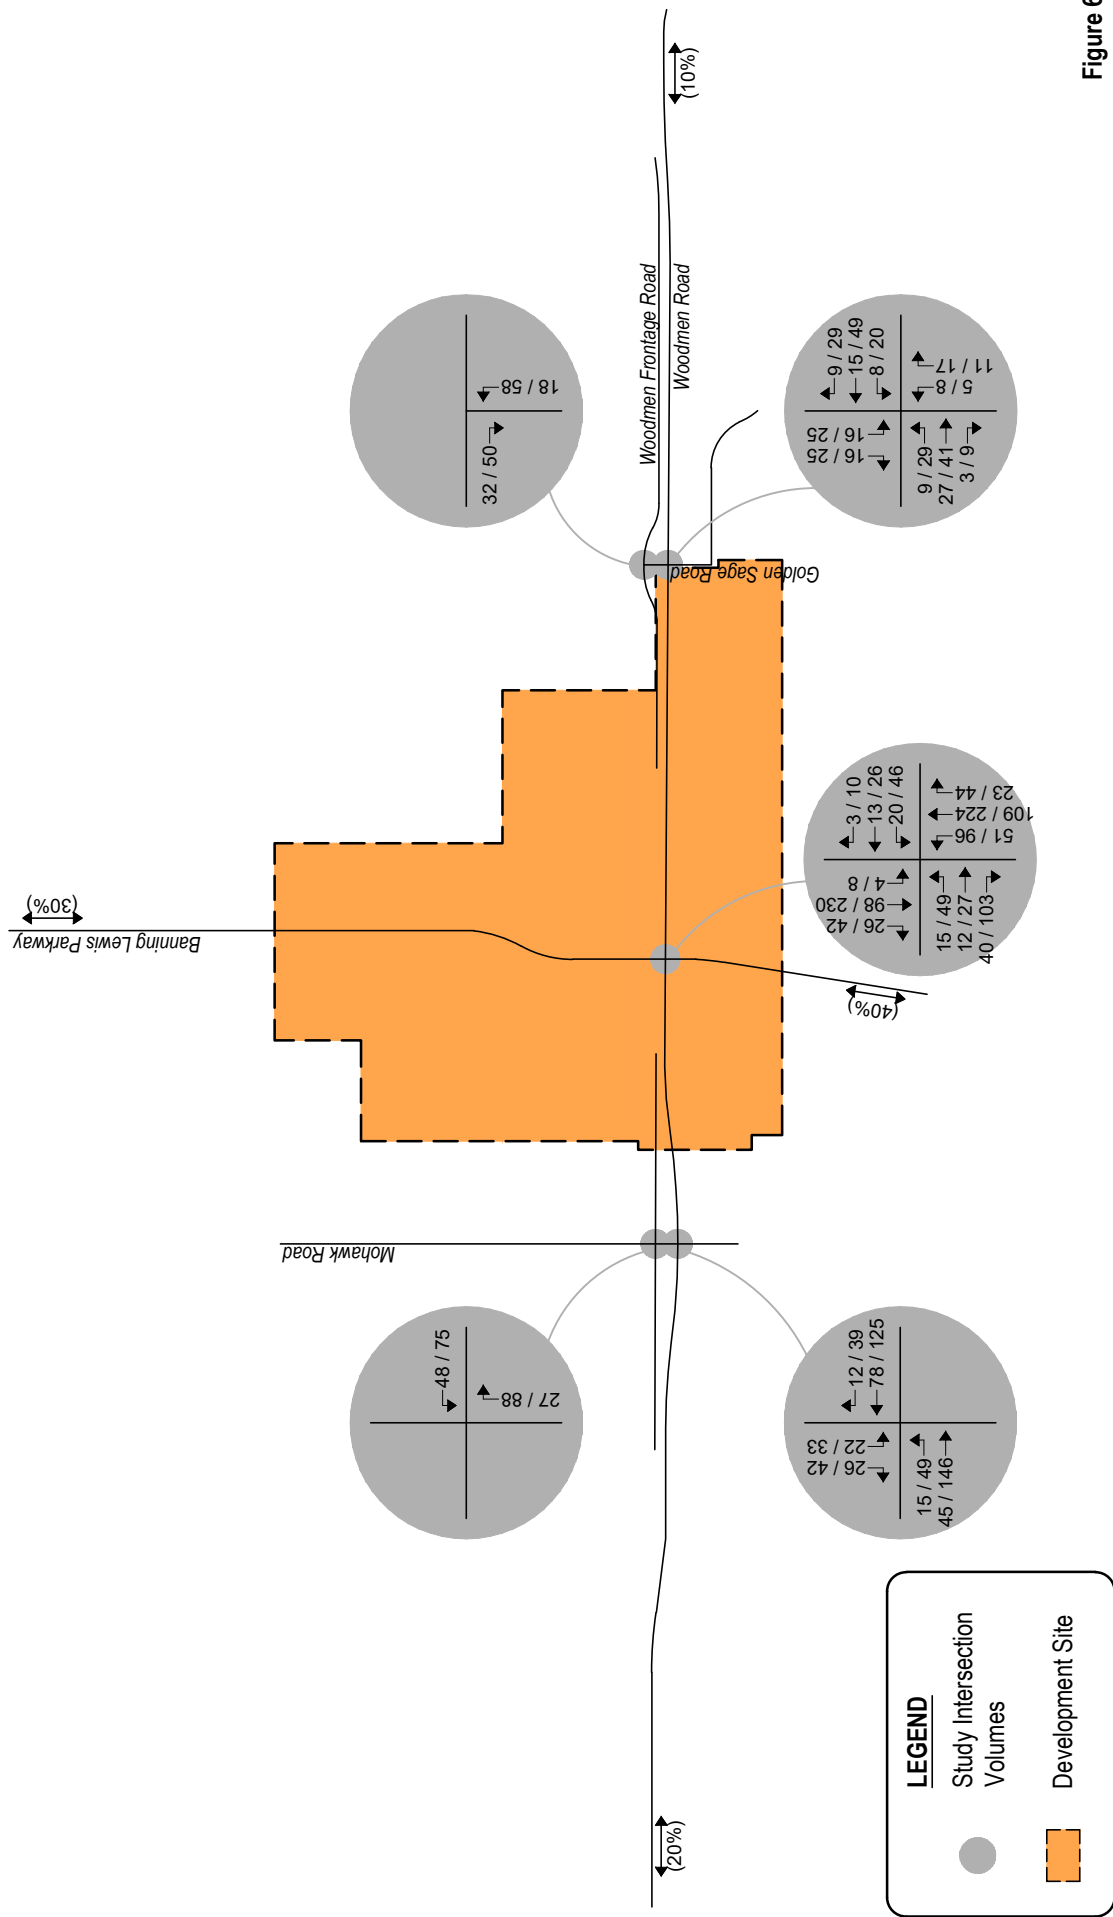 (30%)
Banning Lewis Parkway
Mohawk Road
48 / 75
27 / 88
32 / 50
18 / 58
Woodmen Frontage Road
Woodmen Road
(20%)
(10%)
Golden Sage Road
(40%)
26 / 42
22 / 33
12 / 39
78 / 125
15 / 49
45 / 146
26 / 42
98 / 230
4 / 8
3 / 10
13 / 26
20 / 46
15 / 49
12 / 27
40 / 103
51 / 96
109 / 224
23 / 44
16 / 25
16 / 25
9 / 29
15 / 49
8 / 20
9 / 29
27 / 41
3 / 9
5 / 8
11 / 17
LEGEND
Study Intersection
Volumes
Development Site
Figure 6